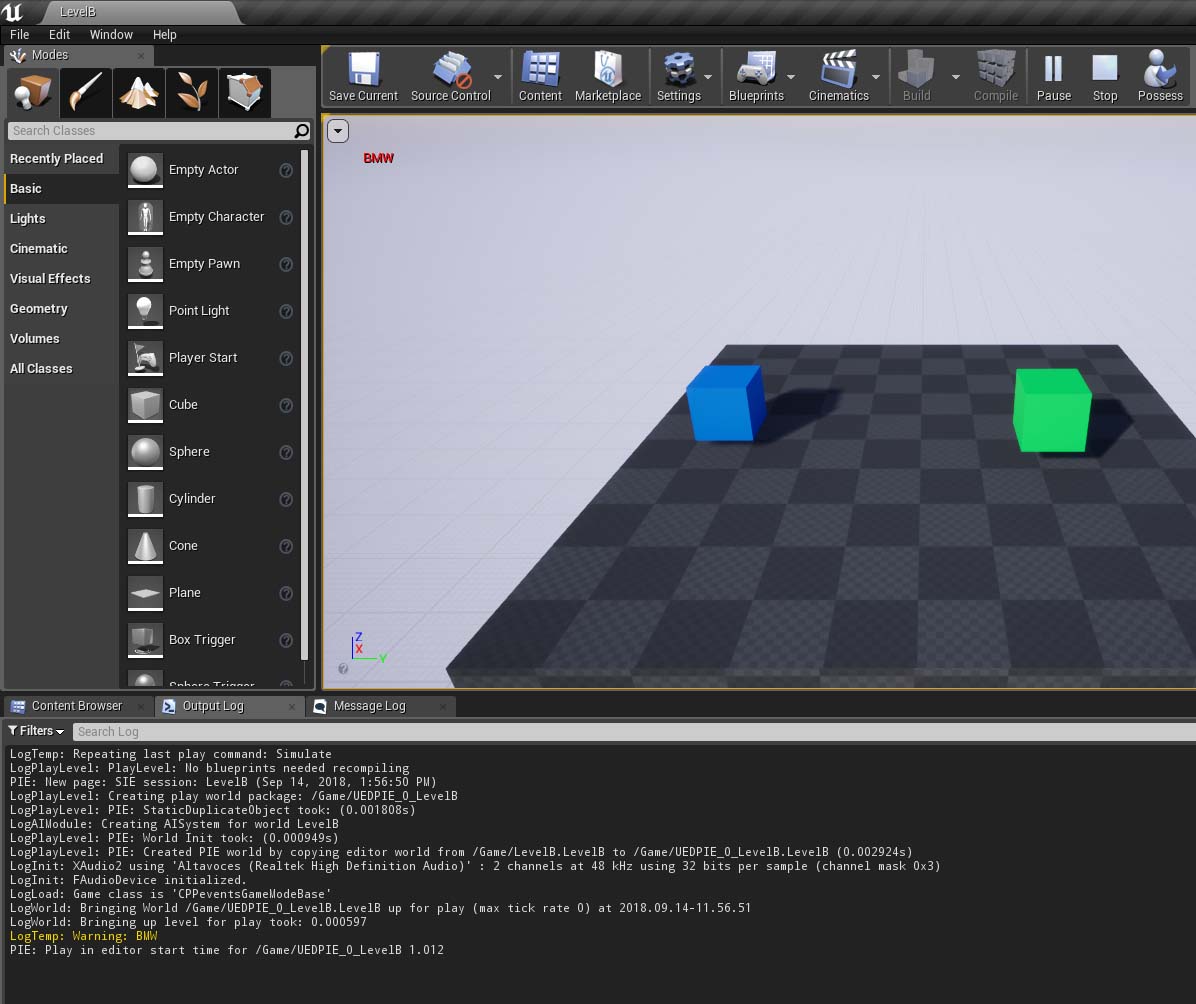 LevelB
File Edit Window Help
Modes
Save Current Source Control Content Marketplace Settings Blueprints Cinematics Build Compile Pause Stop Possess
Search Classes
BMW
Recently Placed
Basic
Lights
Cinematic
Visual Effects
Geometry
Volumes
All Classes
Empty Actor
Empty Character
Empty Pawn
Point Light
Player Start
Cube
Sphere
Cylinder
Cone
Plane
Box Trigger
Sphere Trigger
Z
X
Y
Content Browser Output Log Message Log
Filters Search Log
LogTemp: Repeating last play command: Simulate
LogPlayLevel: PlayLevel: No blueprints needed recompiling
PIE: New page: SIE session: LevelB (Sep 14, 2018, 1:56:50 PM)
LogPlayLevel: Creating play world package: /Game/UEDPIE_0_LevelB
LogPlayLevel: PIE: StaticDuplicateObject took: (0.001808s)
LogAIModule: Creating AISystem for world LevelB
LogPlayLevel: PIE: World Init took: (0.000949s)
LogPlayLevel: PIE: Created PIE world by copying editor world from /Game/LevelB.LevelB to /Game/UEDPIE_0_LevelB.LevelB (0.002924s)
LogInit: XAudio2 using 'Altavoces (Realtek High Definition Audio)' : 2 channels at 48 kHz using 32 bits per sample (channel mask 0x3)
LogInit: FAudioDevice initialized.
LogLoad: Game class is 'CPPeventsGameModeBase'
LogWorld: Bringing World /Game/UEDPIE_0_LevelB.LevelB up for play (max tick rate 0) at 2018.09.14-11.56.51
LogWorld: Bringing up level for play took: 0.000597
LogTemp: Warning: BMW
PIE: Play in editor start time for /Game/UEDPIE_0_LevelB 1.012